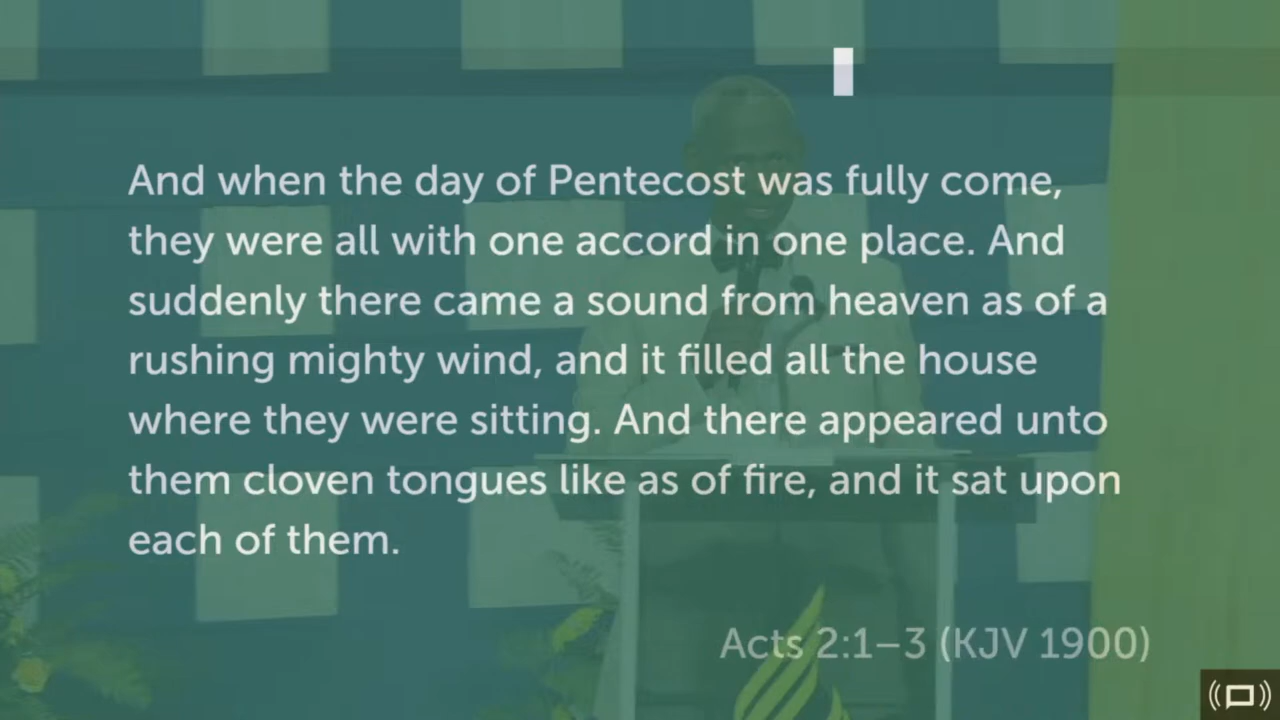 And when the day of Pentecost was fully come,
they were all with one accord in one place. And
suddenly there came a sound from heaven as of a
rushing mighty wind, and it filled all the house
where they were sitting. And there appeared unto
them cloven tongues like as of fire, and it sat upon
each of them.
Acts 2:1–3 (KJV 1900)